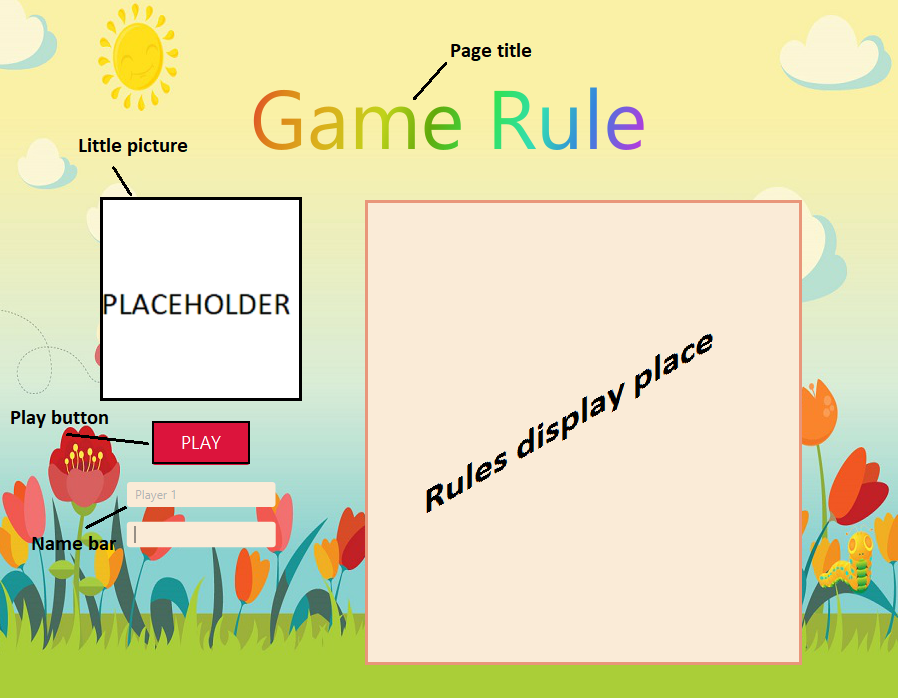 Page title
Game Rule
Little picture
PLACEHOLDER
Rules display place
Play button
PLAY
Player 1
Name bar